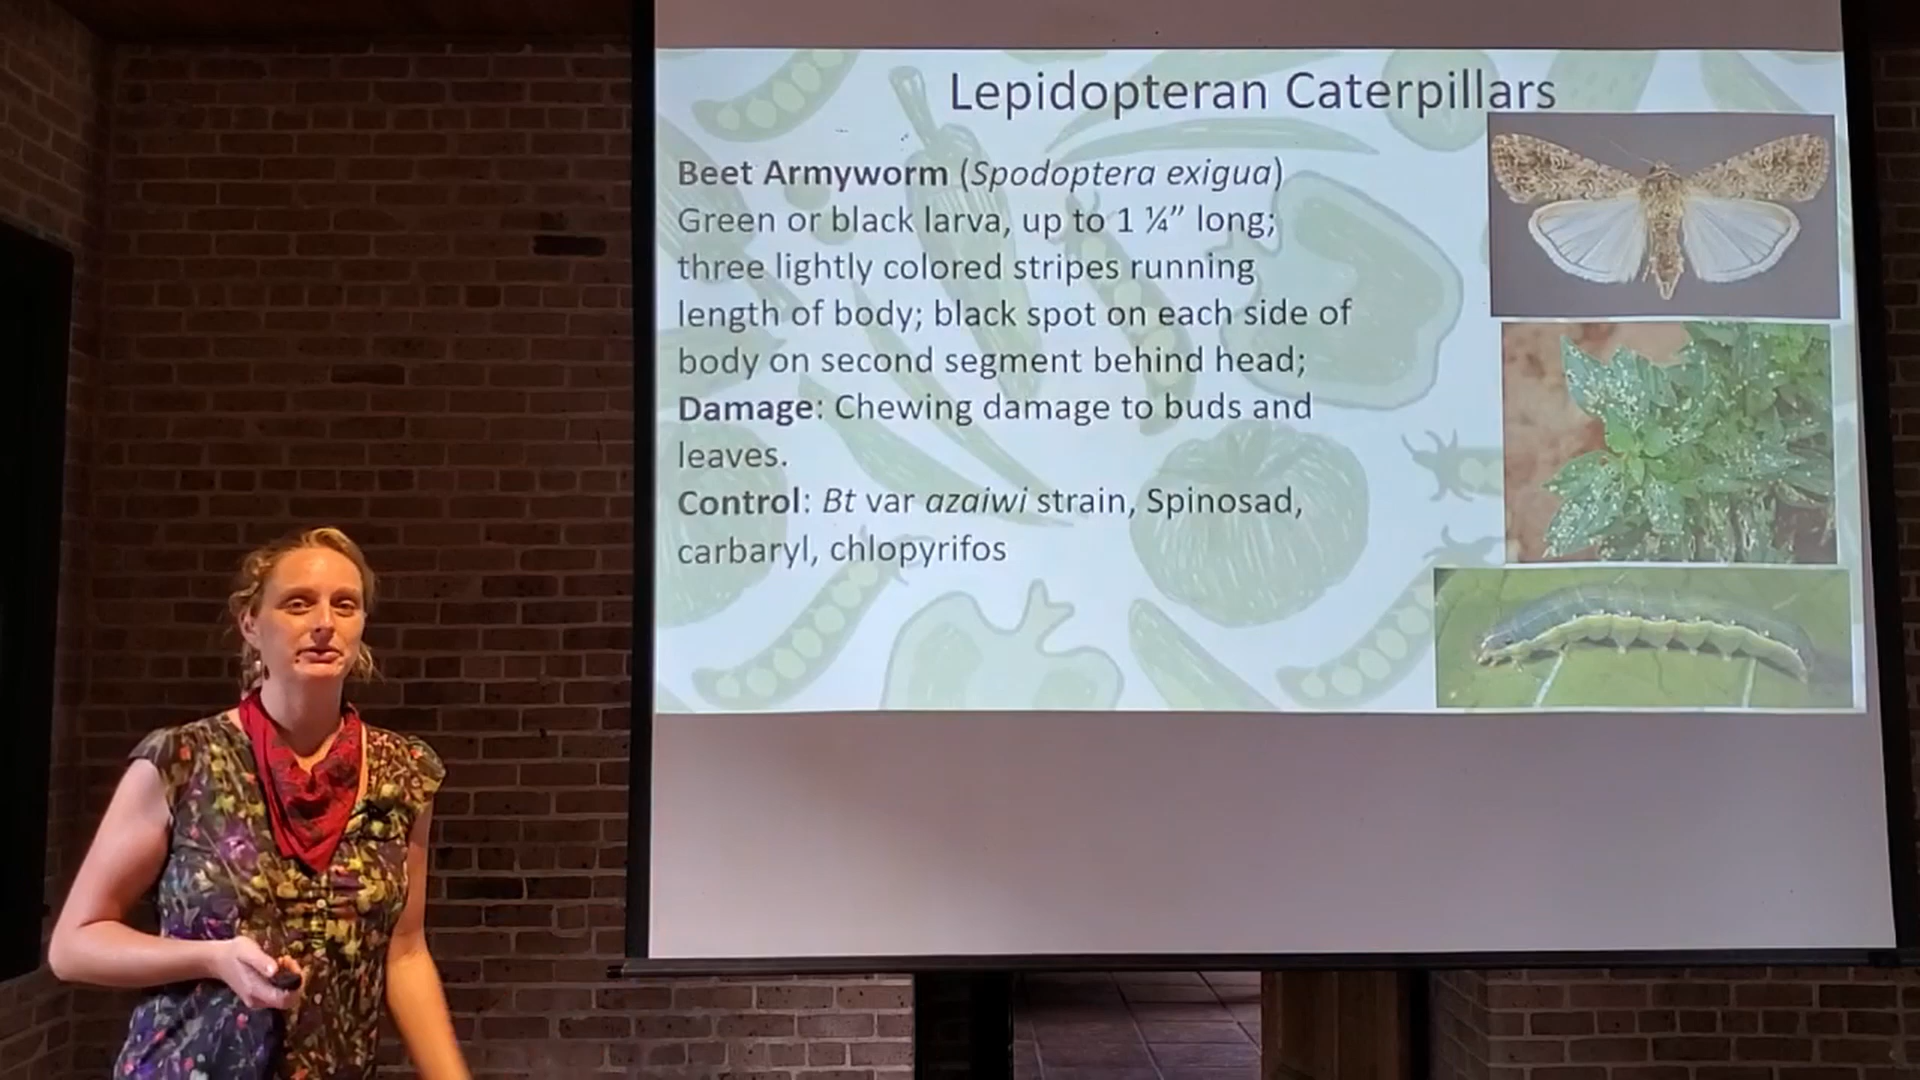 Lepidopteran Caterpillars
Beet Armyworm (Spodoptera exigua)
Green or black larva, up to 1 ¼” long;
three lightly colored stripes running
length of body; black spot on each side of
body on second segment behind head;
Damage: Chewing damage to buds and
leaves.
Control: Bt var azaiwi strain, Spinosad,
carbaryl, chlopyrifos